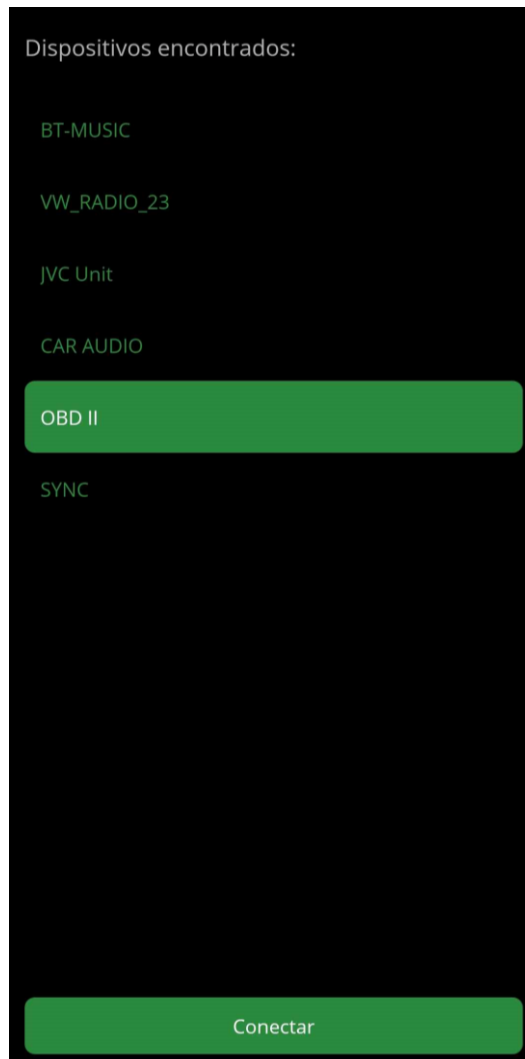 Dispositivos encontrados:
BT-MUSIC
VW_RADIO_23
JVC Unit
CAR AUDIO
OBD II
SYNC
Conectar